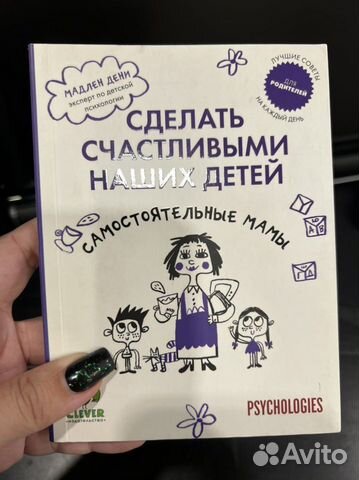 МАДЛЕН ДЕНИ
эксперт по детской
психологии
ЛУЧШИЕ СОВЕТЫ
ДЛЯ
РОДИТЕЛЕЙ
НА КАЖДЫЙ ДЕНЬ
СДЕЛАТЬ
СЧАСТЛИВЫМИ
НАШИХ ДЕТЕЙ
САМОСТОЯТЕЛЬНЫЕ МАМЫ
CLEVER
ИЗДАТЕЛЬСТВО
PSYCHOLOGIES
Avito